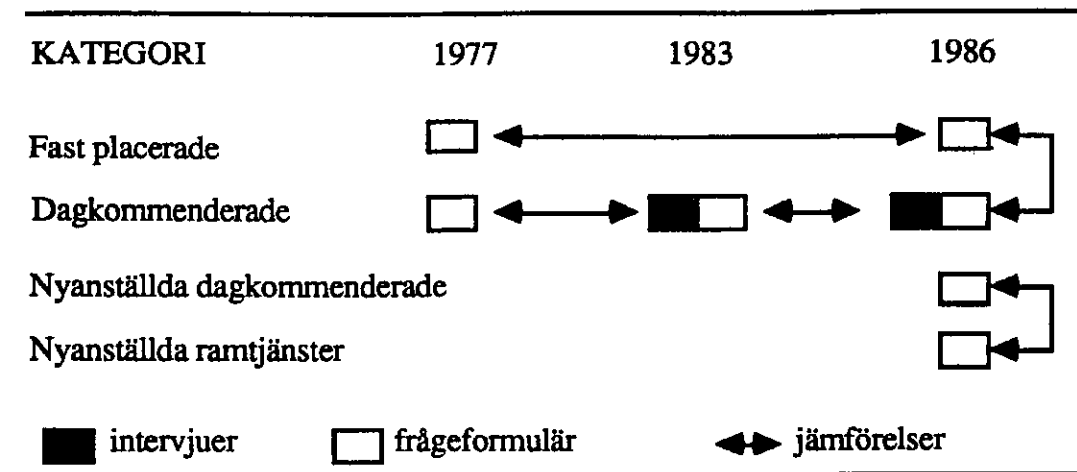 KATEGORI 1977 1983 1986
Fast placerade
Dagkommenderade
Nyanställda dagkommenderade
Nyanställda ramtjänster
intervjuer frågeformulär jämförelser